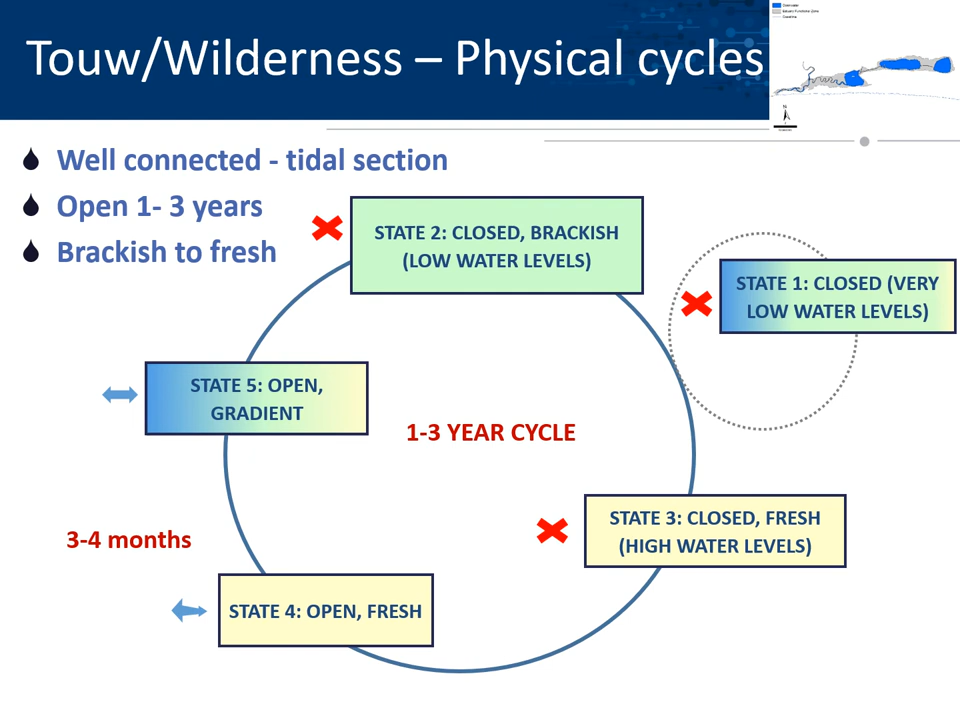 Touw/Wilderness – Physical cycles
Well connected - tidal section
Open 1- 3 years
Brackish to fresh
STATE 2: CLOSED, BRACKISH
(LOW WATER LEVELS)
STATE 1: CLOSED (VERY
LOW WATER LEVELS)
STATE 5: OPEN,
GRADIENT
1-3 YEAR CYCLE
STATE 3: CLOSED, FRESH
(HIGH WATER LEVELS)
3-4 months
STATE 4: OPEN, FRESH
N